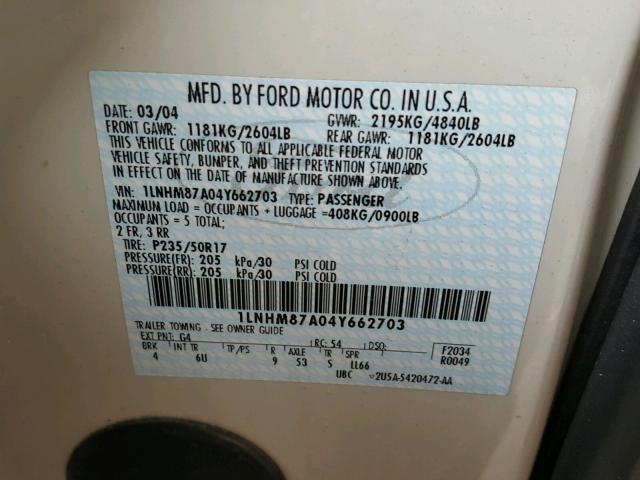 MFD. BY FORD MOTOR CO. IN U.S.A.
DATE: 03/04 GVWR: 2195KG/4840LB
FRONT GAWR: 1181KG/2604LB REAR GAWR: 1181KG/2604LB
THIS VEHICLE CONFORMS TO ALL APPLICABLE FEDERAL MOTOR
VEHICLE SAFETY, BUMPER, AND THEFT PREVENTION STANDARDS
IN EFFECT ON THE DATE OF MANUFACTURE SHOWN ABOVE.
VIN: 1LNHM87A04Y662703 TYPE: PASSENGER
MAXIMUM LOAD = OCCUPANTS + LUGGAGE =408KG/0900LB
OCCUPANTS = 5 TOTAL;
2 FR, 3 RR
TIRE: P235/50R17
PRESSURE(FR): 205 kPa/30 PSI COLD
PRESSURE(RR): 205 kPa/30 PSI COLD
1LNHM87A04Y662703
TRAILER TOWING - SEE OWNER GUIDE
EXT PNT: G4 RC: 54 DSO: F2034
BRK INT TR TP/PS R AXLE TR SPR R0049
4 6U 9 53 S LL66
UBC 2USA-5420472-AA